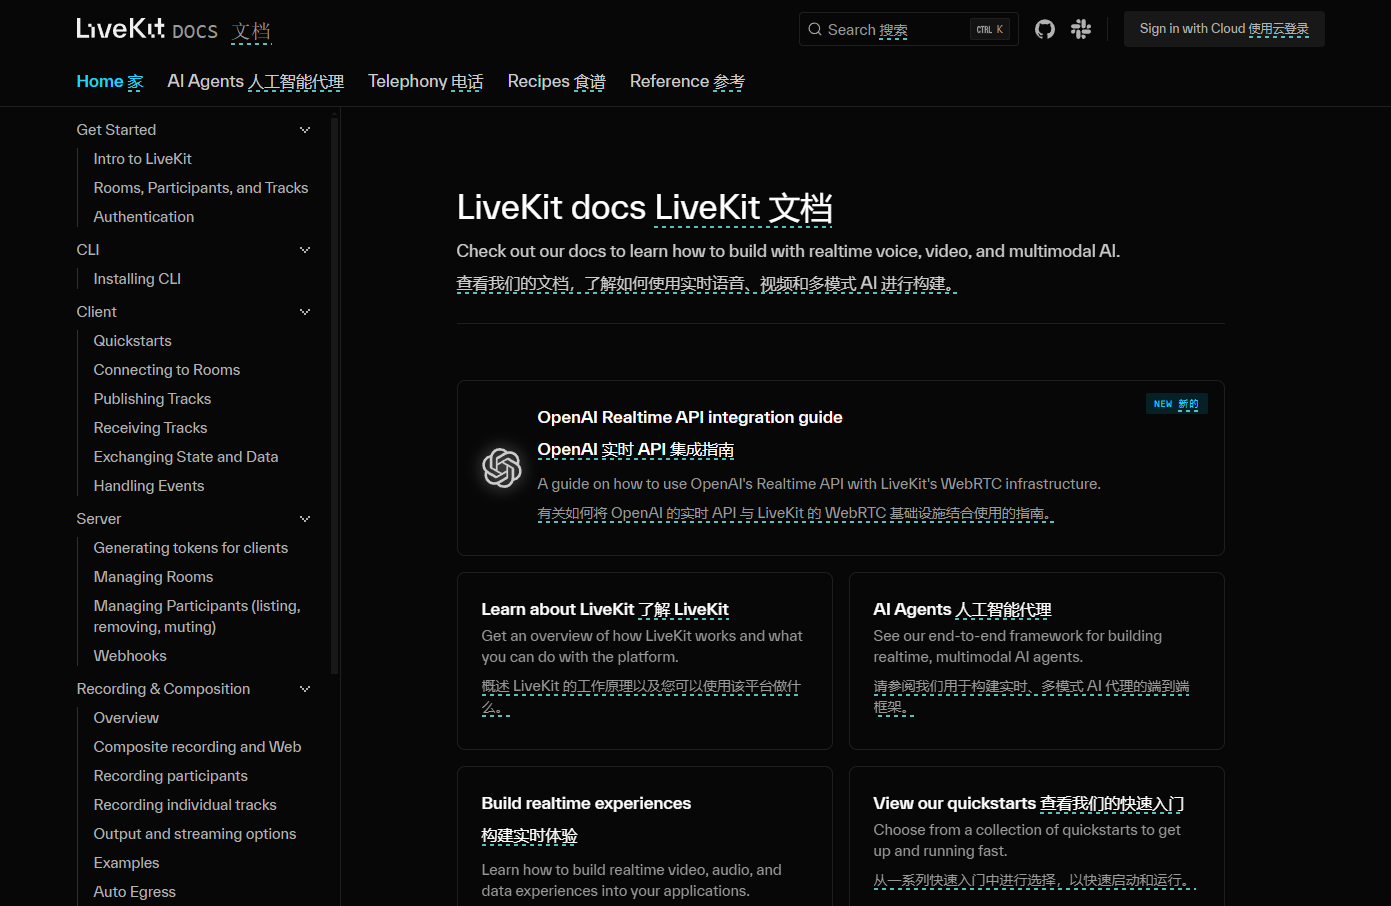 LiveKit DOCS 文档
Search 搜索
CTRL K
Sign in with Cloud 使用云登录
Home 家
AI Agents 人工智能代理
Telephony 电话
Recipes 食谱
Reference 参考
Get Started
Intro to LiveKit
Rooms, Participants, and Tracks
Authentication
CLI
Installing CLI
Client
Quickstarts
Connecting to Rooms
Publishing Tracks
Receiving Tracks
Exchanging State and Data
Handling Events
Server
Generating tokens for clients
Managing Rooms
Managing Participants (listing,
removing, muting)
Webhooks
Recording & Composition
Overview
Composite recording and Web
Recording participants
Recording individual tracks
Output and streaming options
Examples
Auto Egress
LiveKit docs LiveKit 文档
Check out our docs to learn how to build with realtime voice, video, and multimodal AI.
查看我们的文档，了解如何使用实时语音、视频和多模式 AI 进行构建。
NEW 新的
OpenAI Realtime API integration guide
OpenAI 实时 API 集成指南
A guide on how to use OpenAI's Realtime API with LiveKit's WebRTC infrastructure.
有关如何将 OpenAI 的实时 API 与 LiveKit 的 WebRTC 基础设施结合使用的指南。
Learn about LiveKit 了解 LiveKit
Get an overview of how LiveKit works and what
you can do with the platform.
概述 LiveKit 的工作原理以及您可以使用该平台做什
么。
AI Agents 人工智能代理
See our end-to-end framework for building
realtime, multimodal AI agents.
请参阅我们用于构建实时、多模式 AI 代理的端到端
框架。
Build realtime experiences
构建实时体验
Learn how to build realtime video, audio, and
data experiences into your applications.
View our quickstarts 查看我们的快速入门
Choose from a collection of quickstarts to get
up and running fast.
从一系列快速入门中进行选择，以快速启动和运行。